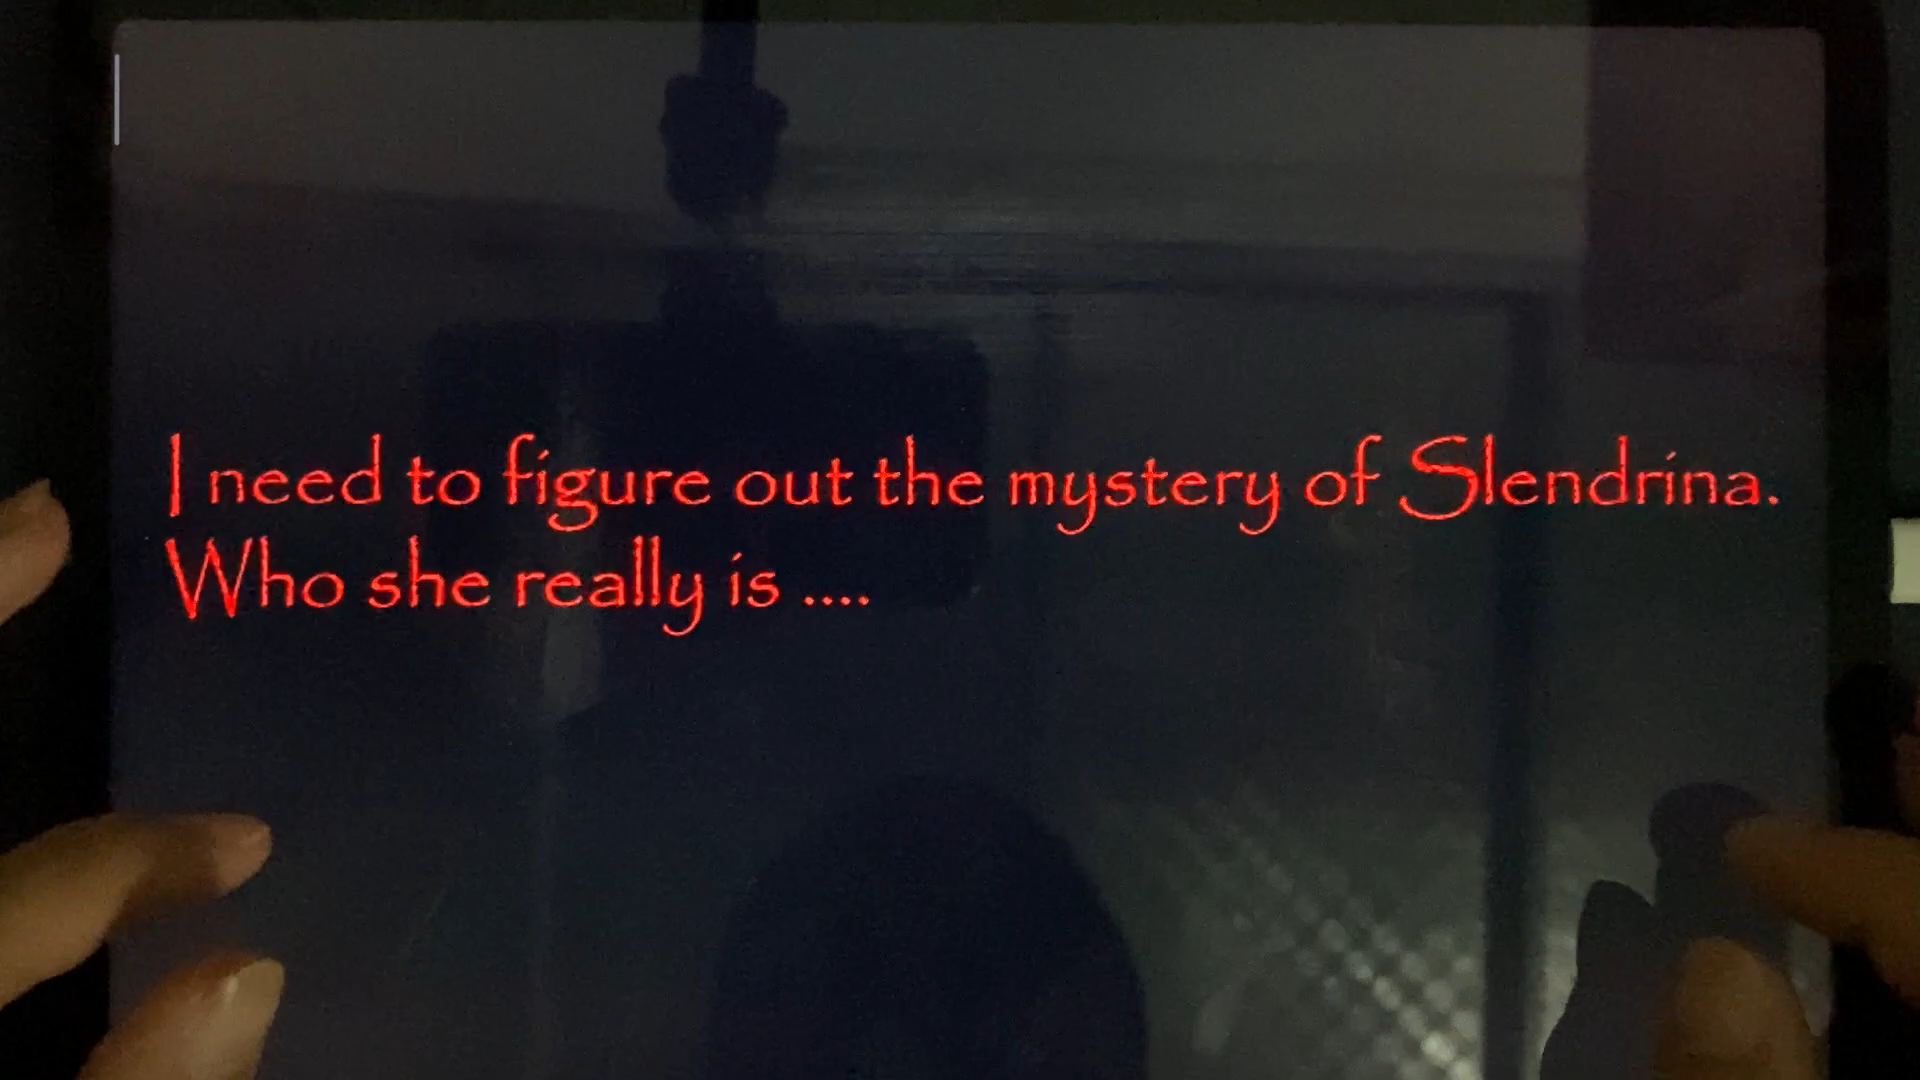 I need to figure out the mystery of Slendrina.
Who she really is ....